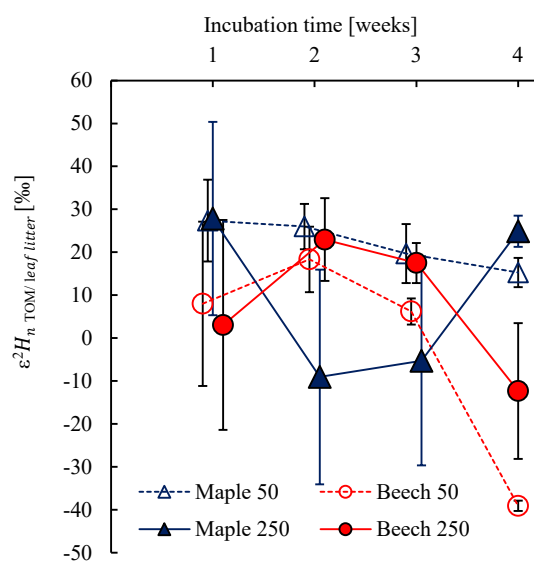 Incubation time [weeks]
1 2 3 4
ε²Hn TOM/leaf litter [‰]
60
50
40
30
20
10
0
-10
-20
-30
-40
-50
Maple 50 Beech 50
Maple 250 Beech 250